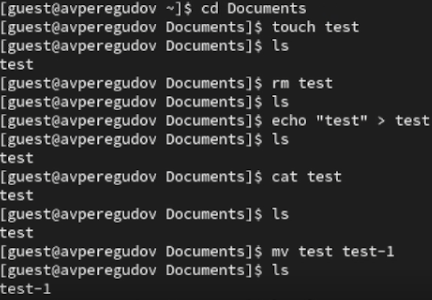 [guest@avperegudov ~]$ cd Documents
[guest@avperegudov Documents]$ touch test
[guest@avperegudov Documents]$ ls
test
[guest@avperegudov Documents]$ rm test
[guest@avperegudov Documents]$ ls
[guest@avperegudov Documents]$ echo "test" > test
[guest@avperegudov Documents]$ ls
test
[guest@avperegudov Documents]$ cat test
test
[guest@avperegudov Documents]$ ls
test
[guest@avperegudov Documents]$ mv test test-1
[guest@avperegudov Documents]$ ls
test-1